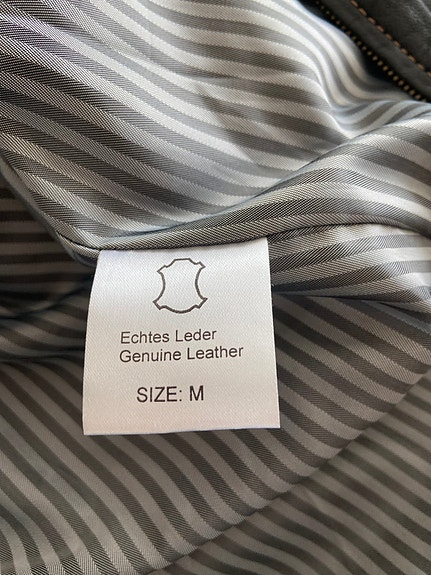 Echtes Leder
Genuine Leather
SIZE: M